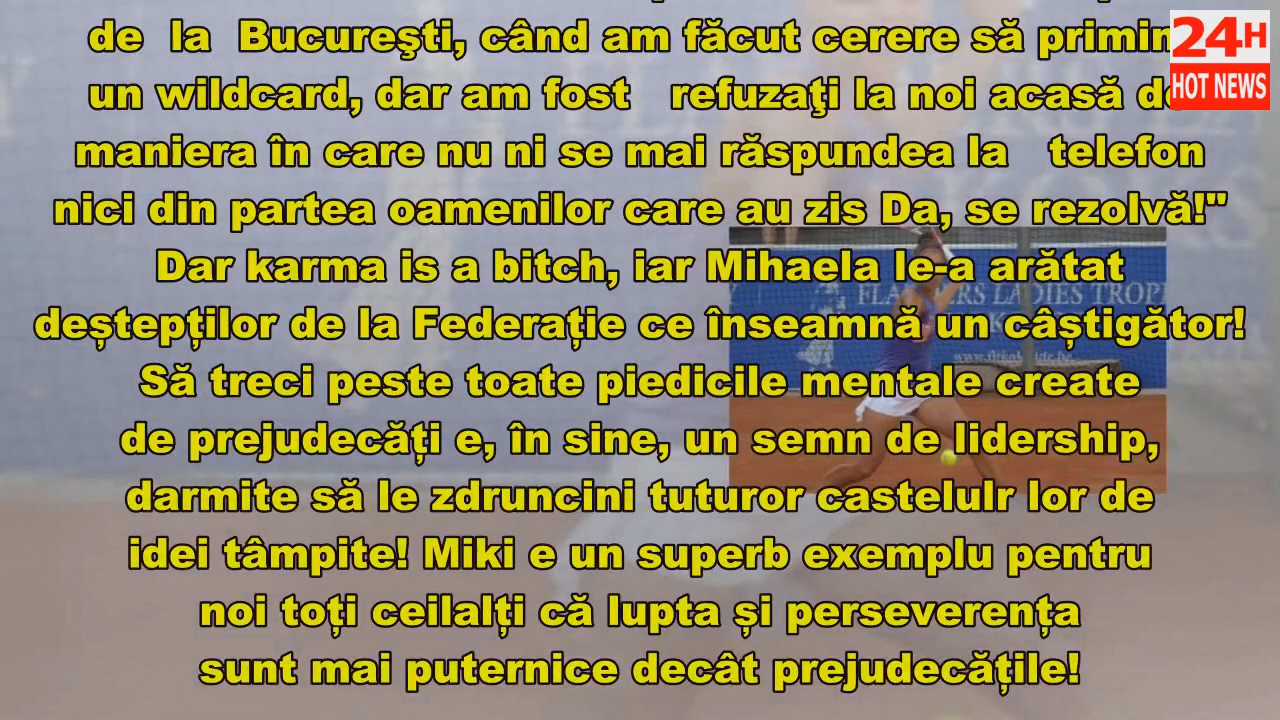 de la Bucureşti, când am făcut cerere să primim
un wildcard, dar am fost refuzaţi la noi acasă de
maniera în care nu ni se mai răspundea la telefon
nici din partea oamenilor care au zis Da, se rezolvă!"
Dar karma is a bitch, iar Mihaela le-a arătat
deștepților de la Federație ce înseamnă un câștigător!
Să treci peste toate piedicile mentale create
de prejudecăți e, în sine, un semn de lidership,
darmite să le zdruncini tuturor castelulr lor de
idei tâmpite! Miki e un superb exemplu pentru
noi toți ceilalți că lupta și perseverența
sunt mai puternice decât prejudecățile!
24H
HOT NEWS
LADIES TROP